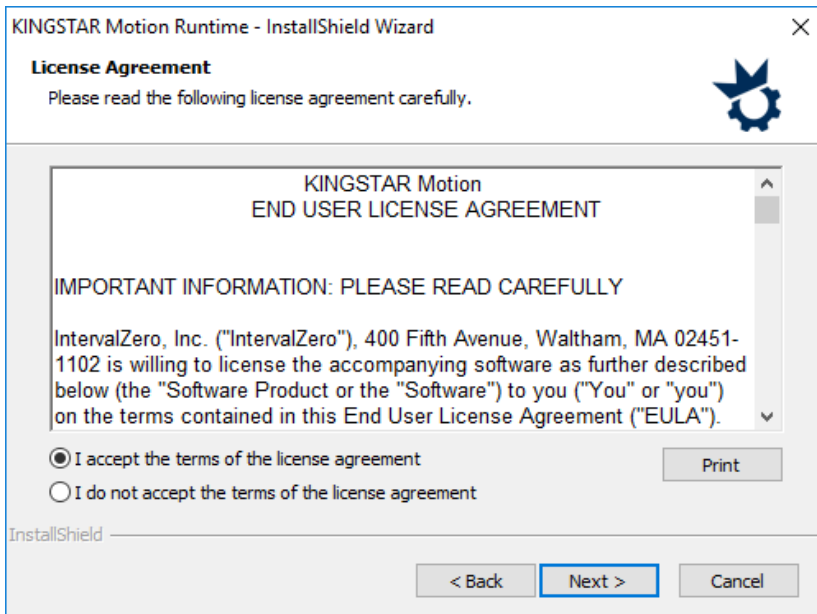 KINGSTAR Motion Runtime - InstallShield Wizard
License Agreement
Please read the following license agreement carefully.
KINGSTAR Motion
END USER LICENSE AGREEMENT
IMPORTANT INFORMATION: PLEASE READ CAREFULLY
IntervalZero, Inc. ("IntervalZero"), 400 Fifth Avenue, Waltham, MA 02451-
1102 is willing to license the accompanying software as further described
below (the "Software Product or the "Software") to you ("You" or "you")
on the terms contained in this End User License Agreement ("EULA").
I accept the terms of the license agreement
Print
I do not accept the terms of the license agreement
InstallShield
< Back
Next >
Cancel